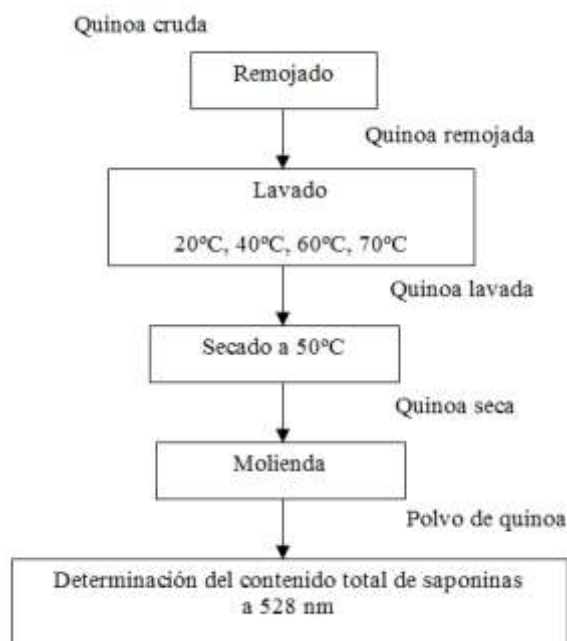 Quinoa cruda
Remojado
Quinoa remojada
Lavado
20ºC, 40ºC, 60ºC, 70ºC
Quinoa lavada
Secado a 50ºC
Quinoa seca
Molienda
Polvo de quinoa
Determinación del contenido total de saponinas
a 528 nm